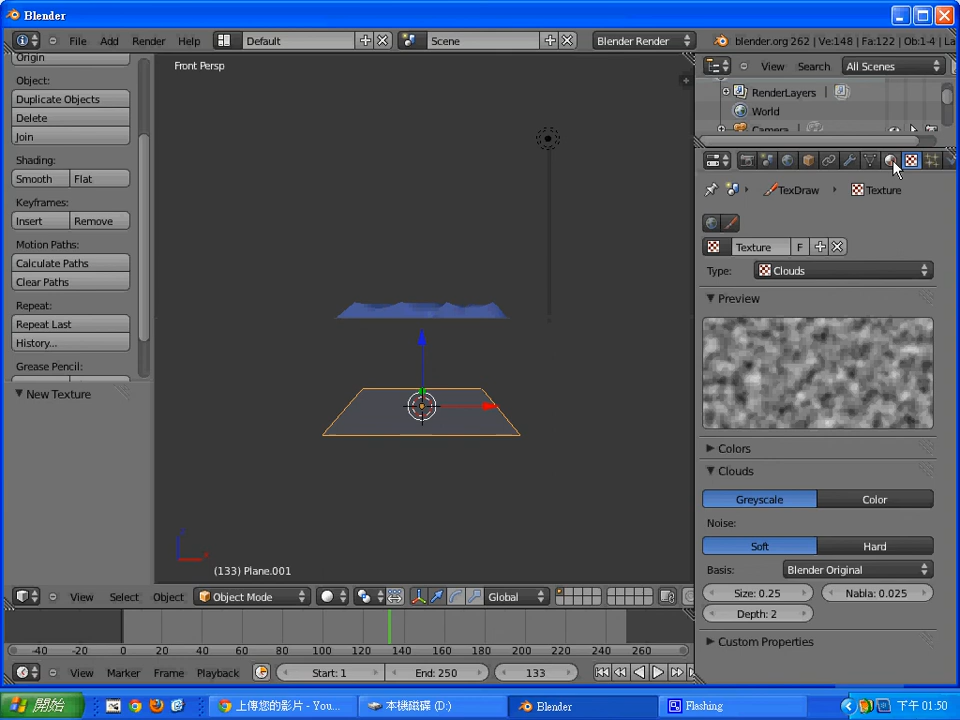 Blender
File Add Render Help Default Scene Blender Render blender.org 262 | Ve:148 | Fa:122 | Ob:1-4 | La
Origin
Object:
Duplicate Objects
Delete
Join
Shading:
Smooth Flat
Keyframes:
Insert Remove
Motion Paths:
Calculate Paths
Clear Paths
Repeat:
Repeat Last
History...
Grease Pencil:
New Texture
Front Persp
(133) Plane.001
View Select Object Object Mode Global
-40 -20 0 20 40 60 80 100 120 140 160 180 200 220 240 260
View Marker Frame Playback Start: 1 End: 250 133
View Search All Scenes
RenderLayers
World
Camera
TexDraw Texture
Texture F
Type: Clouds
Preview
Colors
Clouds
Greyscale Color
Noise:
Soft Hard
Basis: Blender Original
Size: 0.25 Nabla: 0.025
Depth: 2
Custom Properties
開始 上傳您的影片 - You... 本機磁碟 (D:) Blender Flashing 下午 01:50